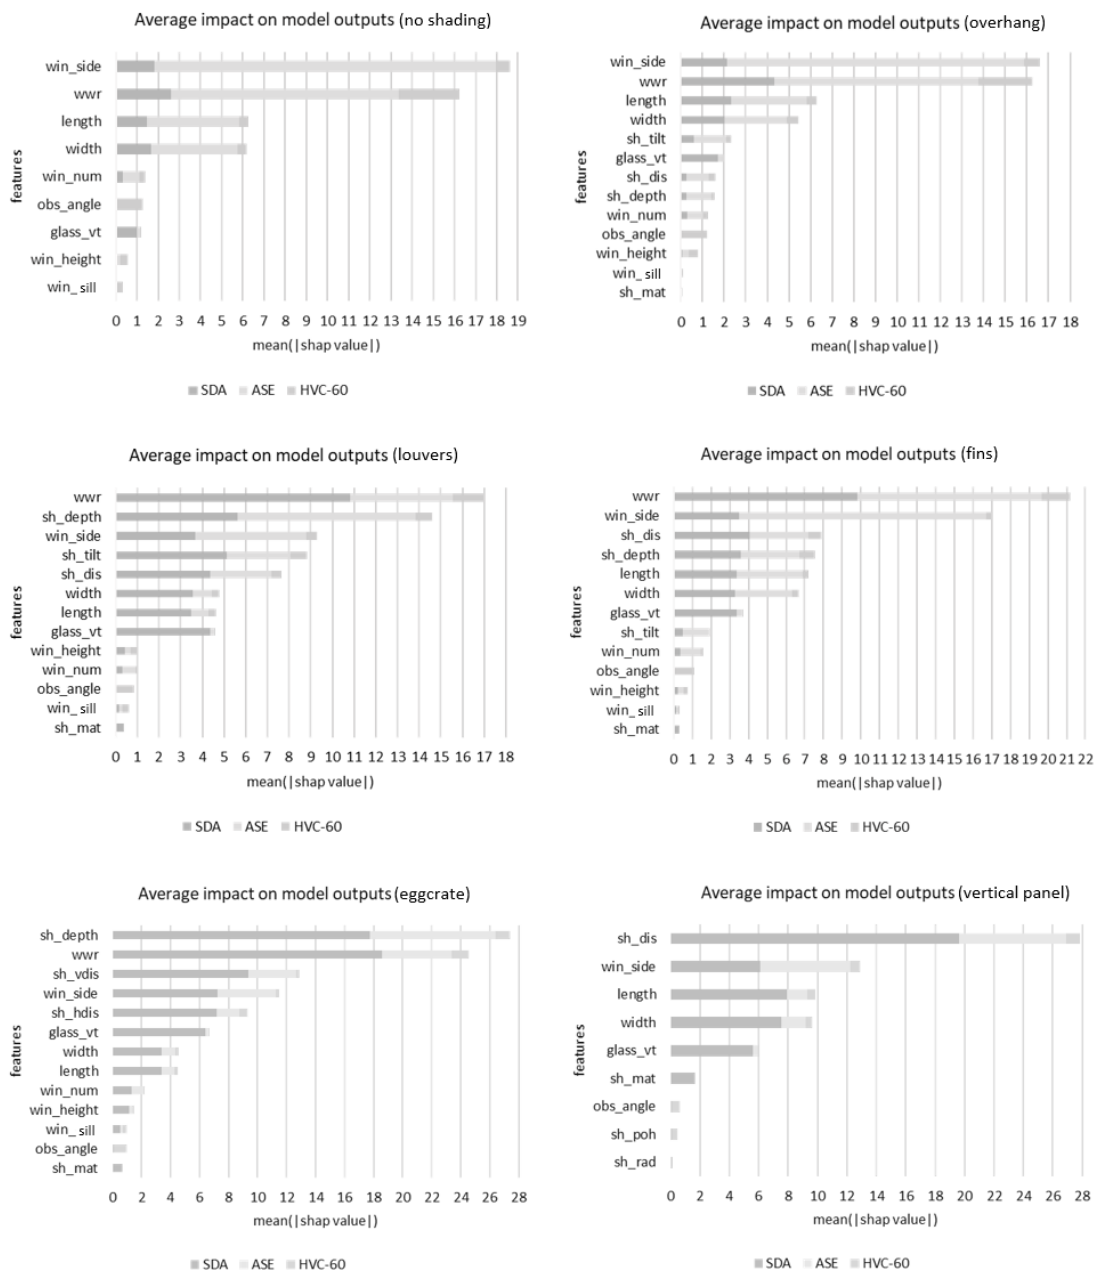 Average impact on model outputs (no shading)
features
win_side
wwr
length
width
win_num
obs_angle
glass_vt
win_height
win_ sill
0 1 2 3 4 5 6 7 8 9 10 11 12 13 14 15 16 17 18 19
mean(|shap value|)
SDA ASE HVC-60
Average impact on model outputs (overhang)
features
win_side
wwr
length
width
sh_tilt
glass_vt
sh_dis
sh_depth
win_num
obs_angle
win_height
win_ sill
sh_mat
0 1 2 3 4 5 6 7 8 9 10 11 12 13 14 15 16 17 18
mean(|shap value|)
SDA ASE HVC-60
Average impact on model outputs (louvers)
features
wwr
sh_depth
win_side
sh_tilt
sh_dis
width
length
glass_vt
win_height
win_num
obs_angle
win_ sill
sh_mat
0 1 2 3 4 5 6 7 8 9 10 11 12 13 14 15 16 17 18
mean(|shap value|)
SDA ASE HVC-60
Average impact on model outputs (fins)
features
wwr
win_side
sh_dis
sh_depth
length
width
glass_vt
sh_tilt
win_num
obs_angle
win_height
win_ sill
sh_mat
0 1 2 3 4 5 6 7 8 9 10 11 12 13 14 15 16 17 18 19 20 21 22
mean(|shap value|)
SDA ASE HVC-60
Average impact on model outputs (eggcrate)
features
sh_depth
wwr
sh_vdis
win_side
sh_hdis
glass_vt
width
length
win_num
win_height
win_ sill
obs_angle
sh_mat
0 2 4 6 8 10 12 14 16 18 20 22 24 26 28
mean(|shap value|)
SDA ASE HVC-60
Average impact on model outputs (vertical panel)
features
sh_dis
win_side
length
width
glass_vt
sh_mat
obs_angle
sh_poh
sh_rad
0 2 4 6 8 10 12 14 16 18 20 22 24 26 28
mean(|shap value|)
SDA ASE HVC-60